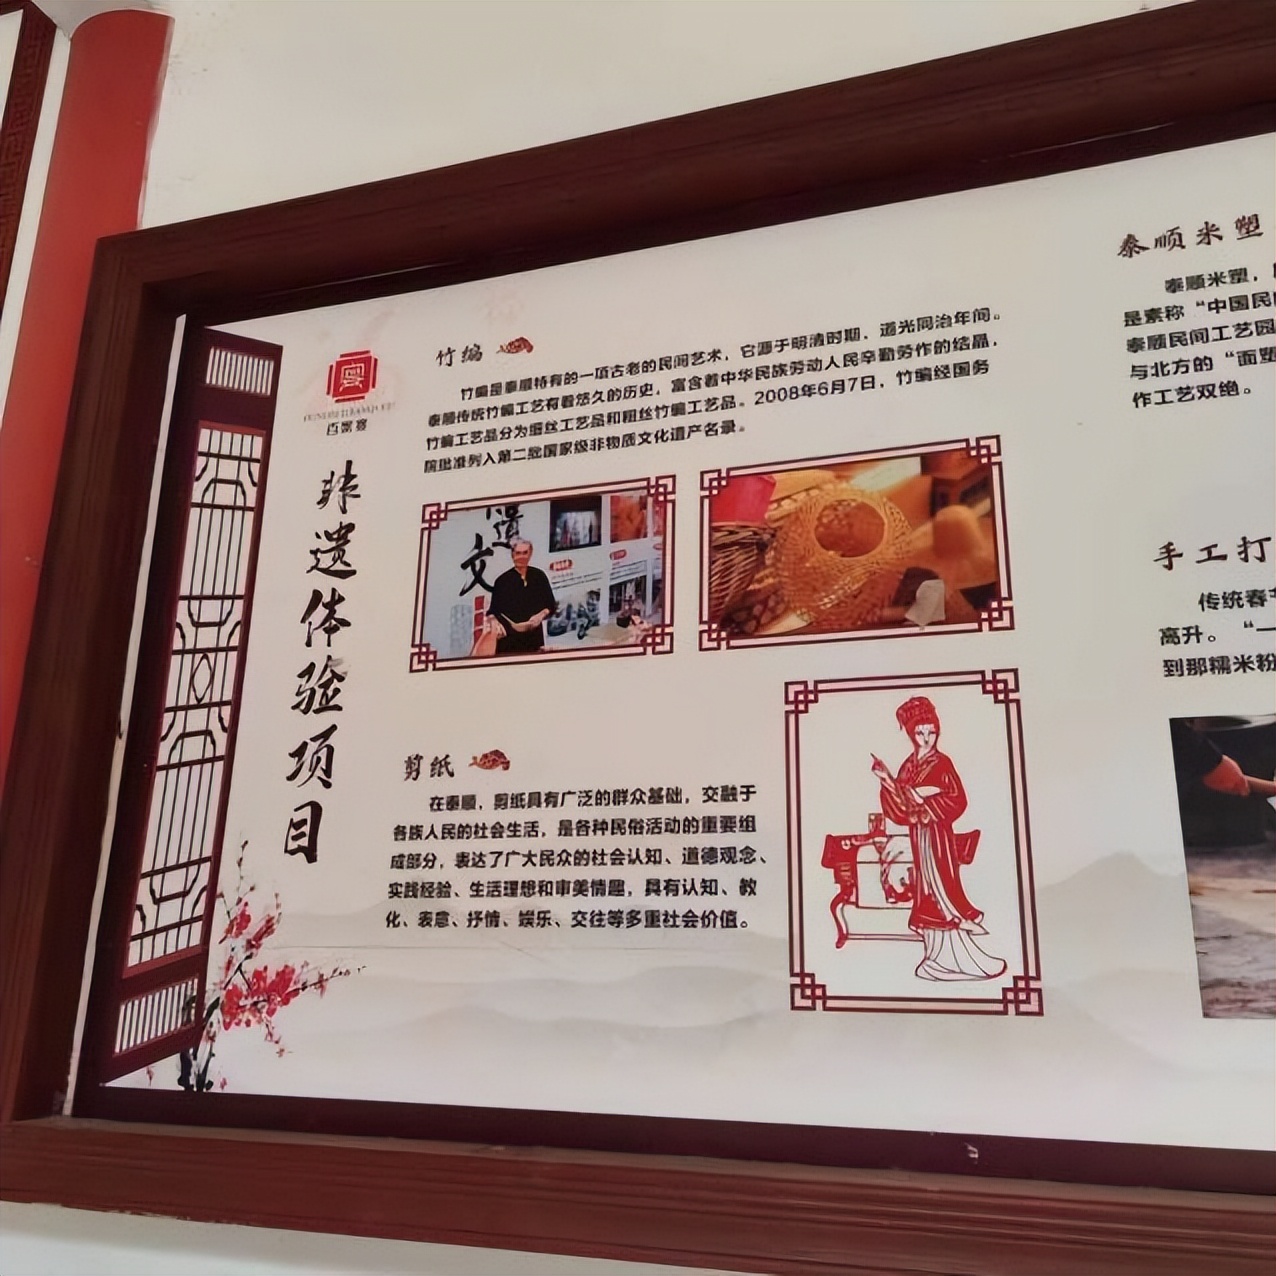 百家宴
非遗体验项目
竹编
竹编是泰顺特有的一项古老的民间艺术，它源于明清时期、道光同治年间。
泰顺传统竹编工艺有着悠久的历史，富含着中华民族劳动人民辛勤劳作的结晶，
竹编工艺品分为细丝工艺品和粗丝竹编工艺品。2008年6月7日，竹编经国务
院批准列入第二批国家级非物质文化遗产名录。
遗
文
剪纸
在泰顺，剪纸具有广泛的群众基础，交融于
各族人民的社会生活，是各种民俗活动的重要组
成部分，表达了广大民众的社会认知、道德观念、
实践经验、生活理想和审美情趣，具有认知、教
化、表意、抒情、娱乐、交往等多重社会价值。
泰顺米塑
泰顺米塑，
是素称“中国民
泰顺民间工艺园
与北方的“面塑
作工艺双绝。
手工打
传统春节
高升。“一
到那糯米粉